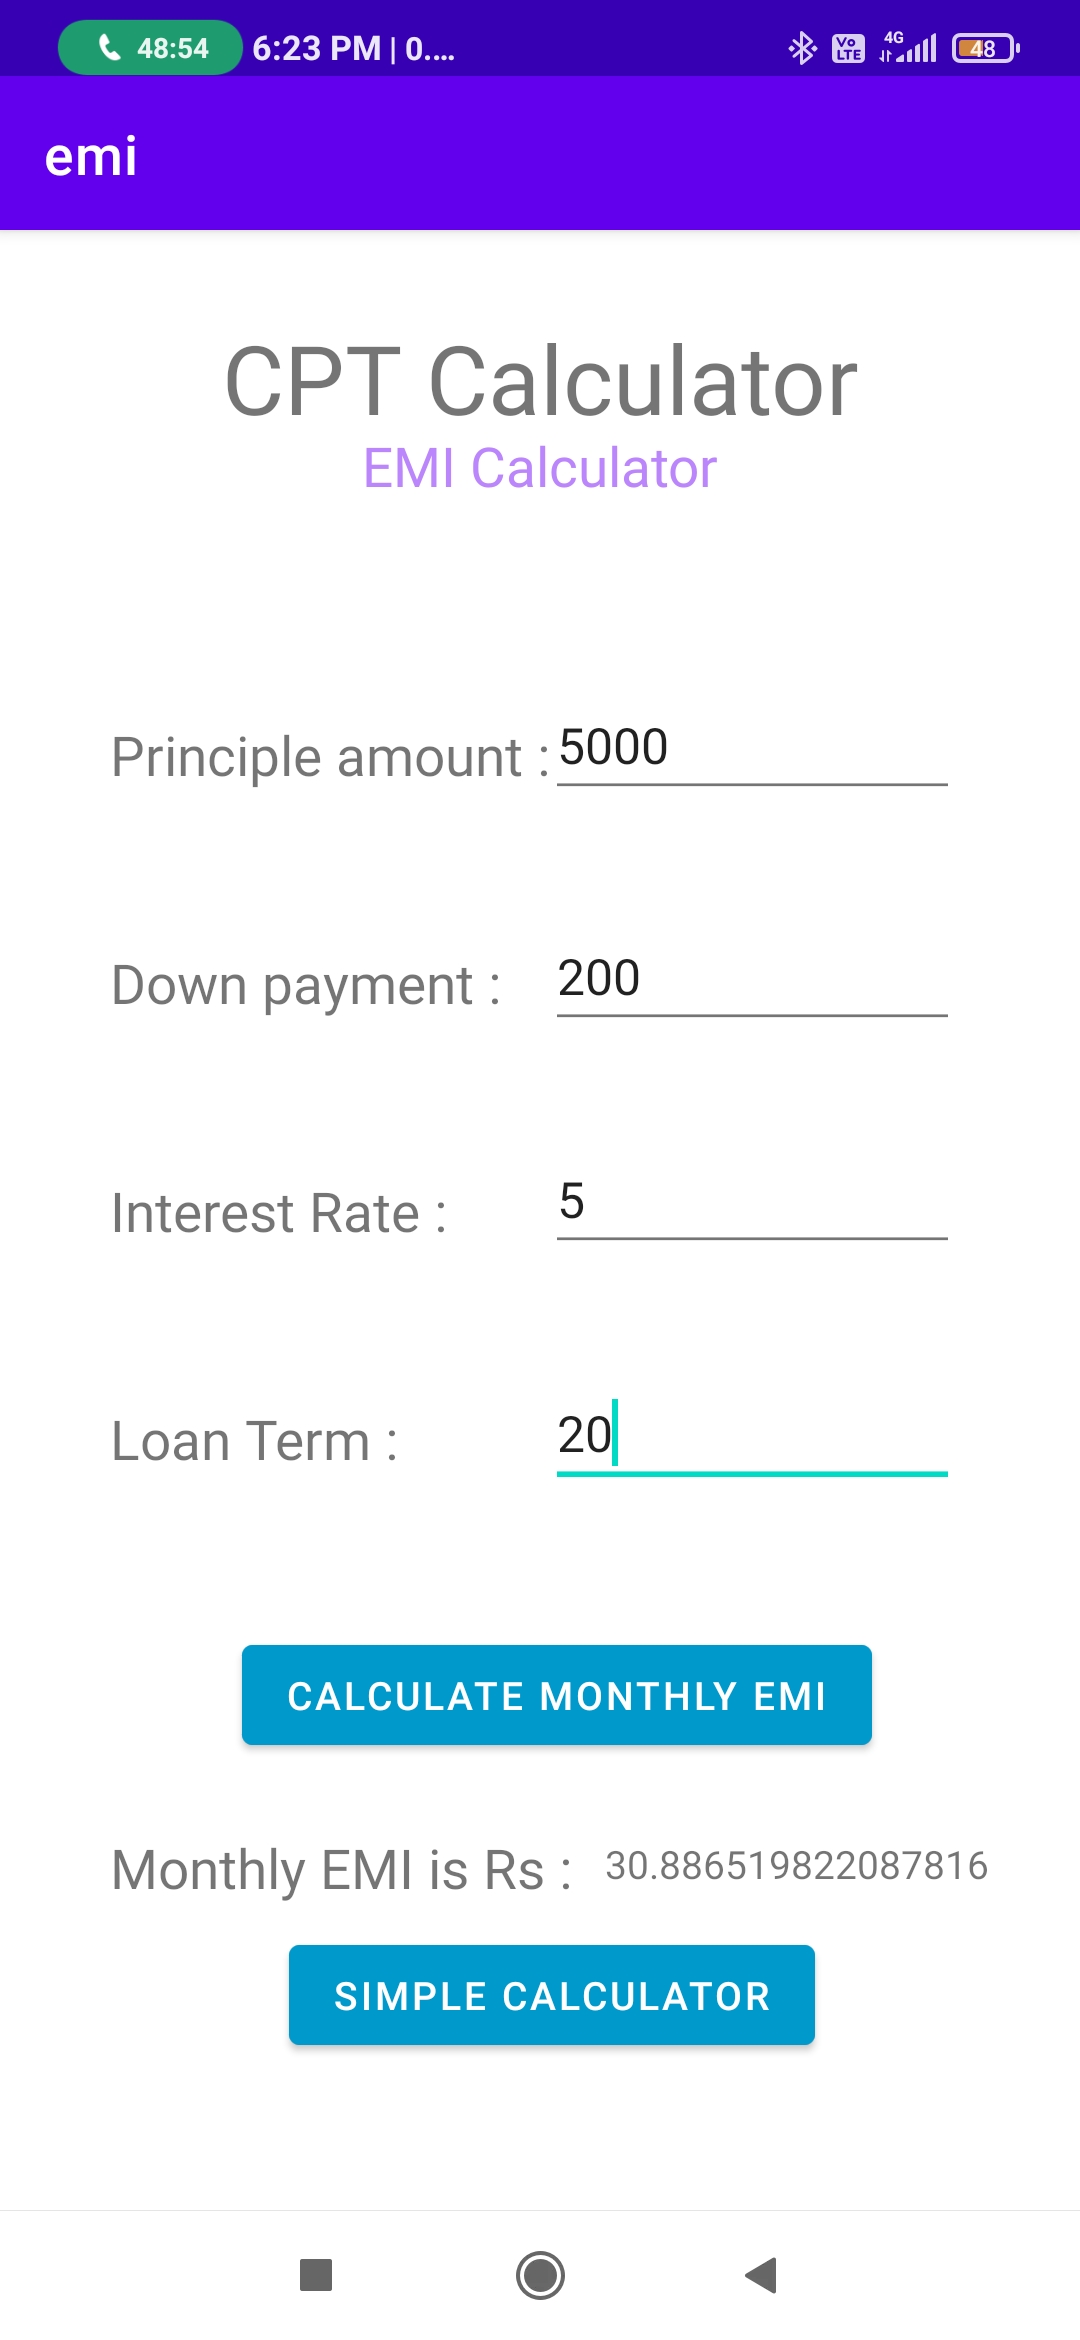 48:54 6:23 PM | 0.... 4G Vo LTE 48
emi
CPT Calculator
EMI Calculator
Principle amount : 5000
Down payment : 200
Interest Rate : 5
Loan Term : 20
CALCULATE MONTHLY EMI
Monthly EMI is Rs : 30.886519822087816
SIMPLE CALCULATOR